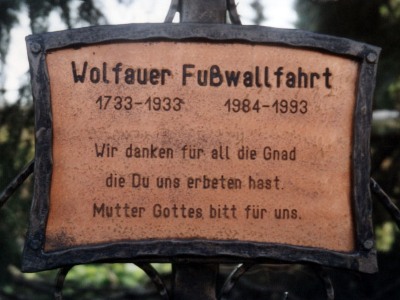 Wolfauer Fußwallfahrt
1733-1933 1984-1993
Wir danken für all die Gnad
die Du uns erbeten hast.
Mutter Gottes bitt für uns.